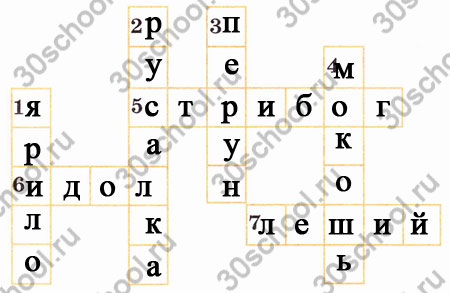 2р 3п
у е 4м
1я 5с т р и б о г
р а у к
6и д о л н о
л к 7л е ш и й
о а ь
30school.ru